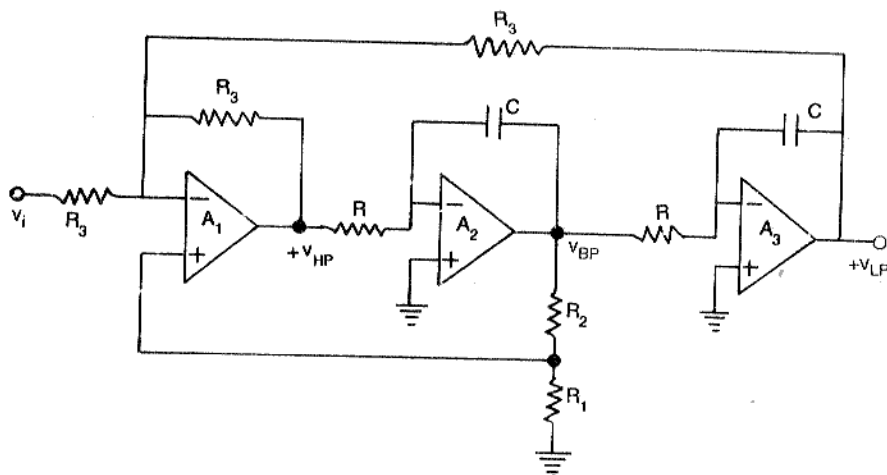 R3
R3
C
C
vi
R3
−
A1
+
+vHP
R
−
A2
+
vBP
R
−
A3
+
+vLP
R2
R1